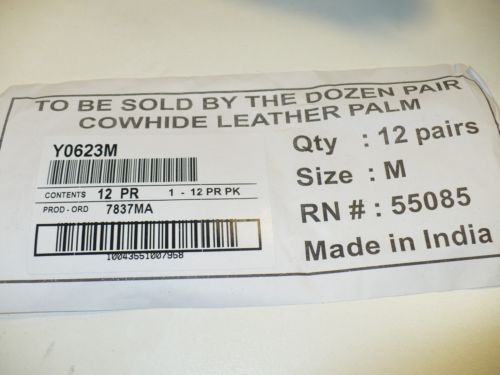 TO BE SOLD BY THE DOZEN PAIR
COWHIDE LEATHER PALM
Y0623M
CONTENTS 12 PR 1 - 12 PR PK
PROD - ORD 7837MA
10043551007958
Qty : 12 pairs
Size : M
RN # : 55085
Made in India